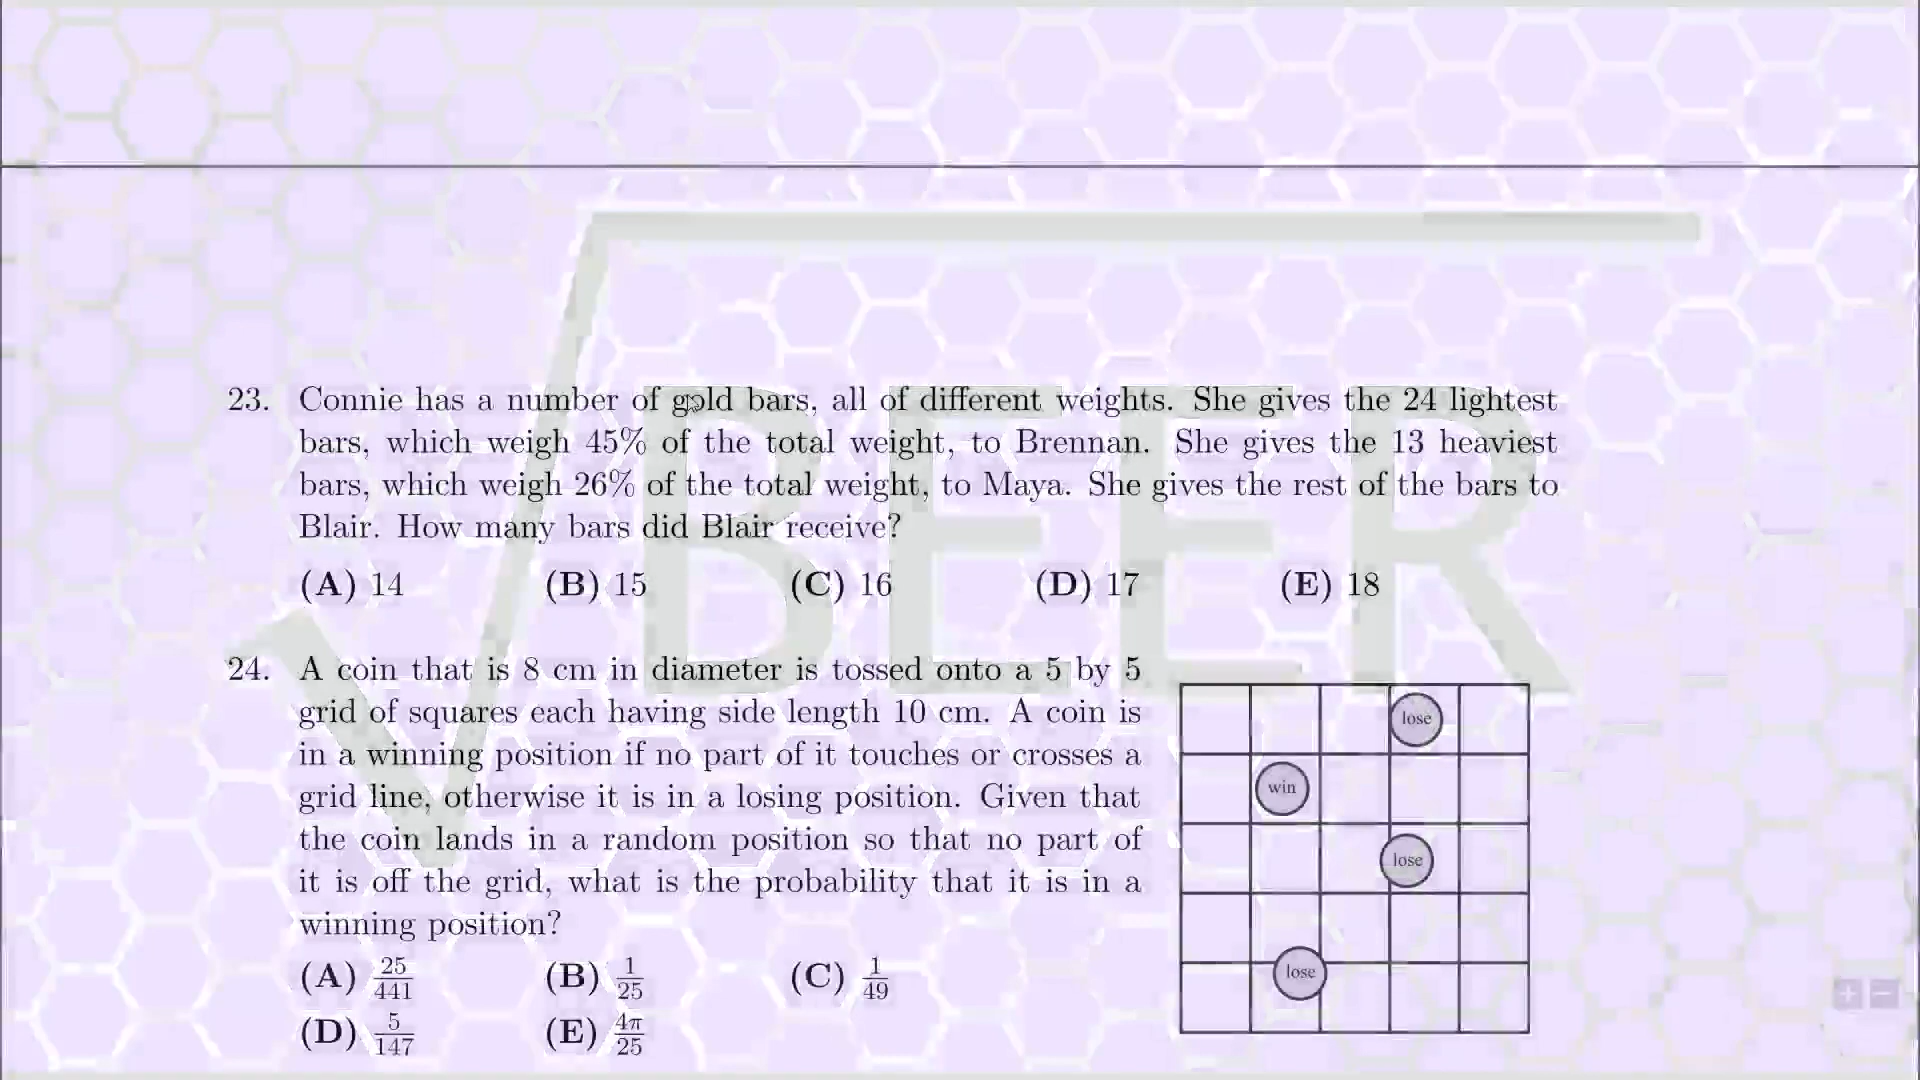 BEER
23. Connie has a number of gold bars, all of different weights. She gives the 24 lightest
bars, which weigh 45% of the total weight, to Brennan. She gives the 13 heaviest
bars, which weigh 26% of the total weight, to Maya. She gives the rest of the bars to
Blair. How many bars did Blair receive?
(A) 14 (B) 15 (C) 16 (D) 17 (E) 18
24. A coin that is 8 cm in diameter is tossed onto a 5 by 5
grid of squares each having side length 10 cm. A coin is
in a winning position if no part of it touches or crosses a
grid line, otherwise it is in a losing position. Given that
the coin lands in a random position so that no part of
it is off the grid, what is the probability that it is in a
winning position?
(A) 25/441 (B) 1/25 (C) 1/49
(D) 5/147 (E) 4π/25
lose
win
lose
lose